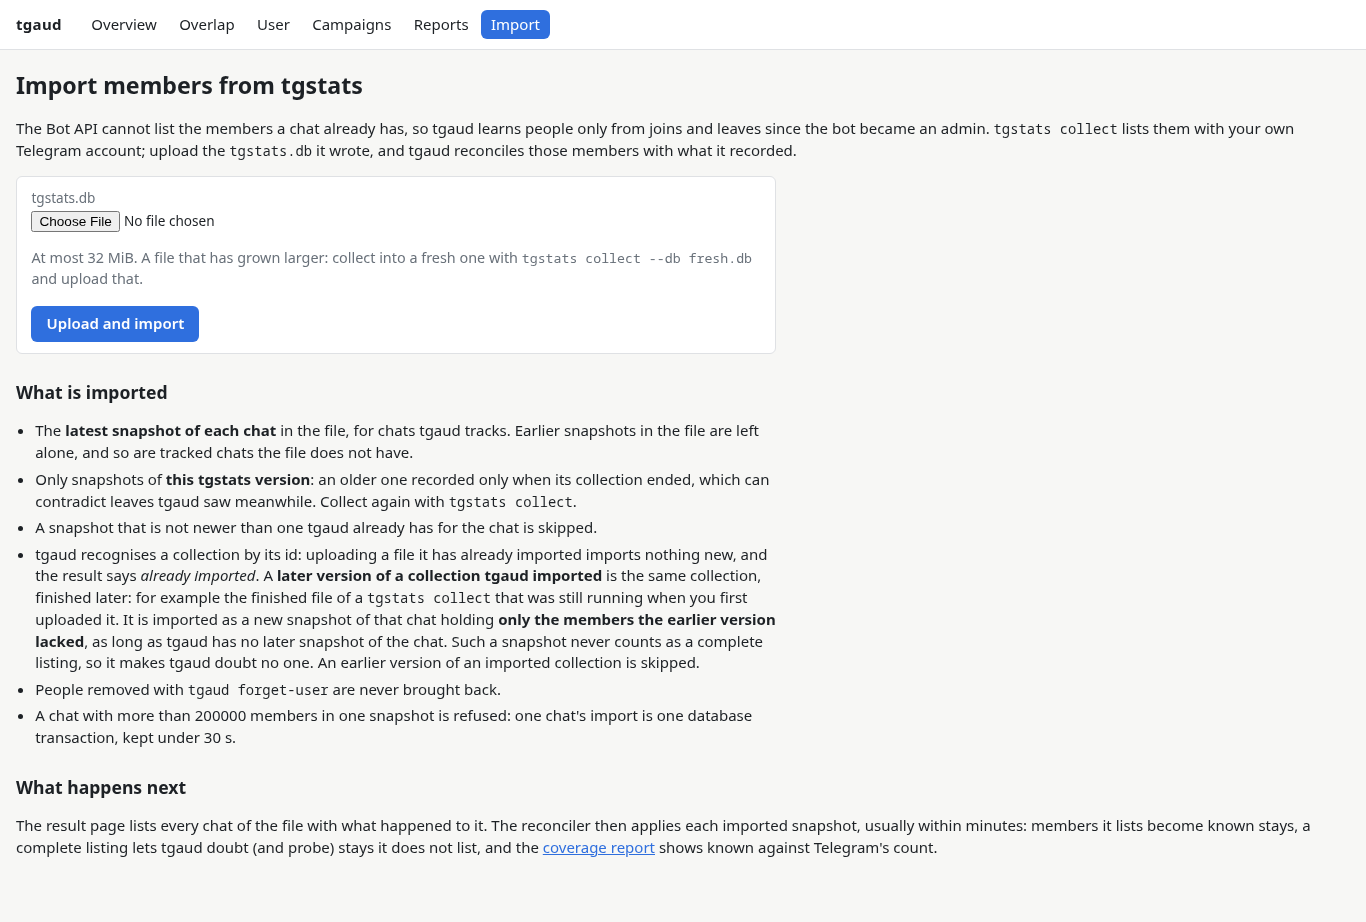 tgaud Overview Overlap User Campaigns Reports Import
Import members from tgstats
The Bot API cannot list the members a chat already has, so tgaud learns people only from joins and leaves since the bot became an admin. tgstats collect lists them with your own
Telegram account; upload the tgstats.db it wrote, and tgaud reconciles those members with what it recorded.
tgstats.db
Choose File No file chosen
At most 32 MiB. A file that has grown larger: collect into a fresh one with tgstats collect --db fresh.db
and upload that.
Upload and import
What is imported
• The latest snapshot of each chat in the file, for chats tgaud tracks. Earlier snapshots in the file are left
alone, and so are tracked chats the file does not have.
• Only snapshots of this tgstats version: an older one recorded only when its collection ended, which can
contradict leaves tgaud saw meanwhile. Collect again with tgstats collect.
• A snapshot that is not newer than one tgaud already has for the chat is skipped.
• tgaud recognises a collection by its id: uploading a file it has already imported imports nothing new, and
the result says already imported. A later version of a collection tgaud imported is the same collection,
finished later: for example the finished file of a tgstats collect that was still running when you first
uploaded it. It is imported as a new snapshot of that chat holding only the members the earlier version
lacked, as long as tgaud has no later snapshot of the chat. Such a snapshot never counts as a complete
listing, so it makes tgaud doubt no one. An earlier version of an imported collection is skipped.
• People removed with tgaud forget-user are never brought back.
• A chat with more than 200000 members in one snapshot is refused: one chat's import is one database
transaction, kept under 30 s.
What happens next
The result page lists every chat of the file with what happened to it. The reconciler then applies each imported snapshot, usually within minutes: members it lists become known stays, a
complete listing lets tgaud doubt (and probe) stays it does not list, and the coverage report shows known against Telegram's count.